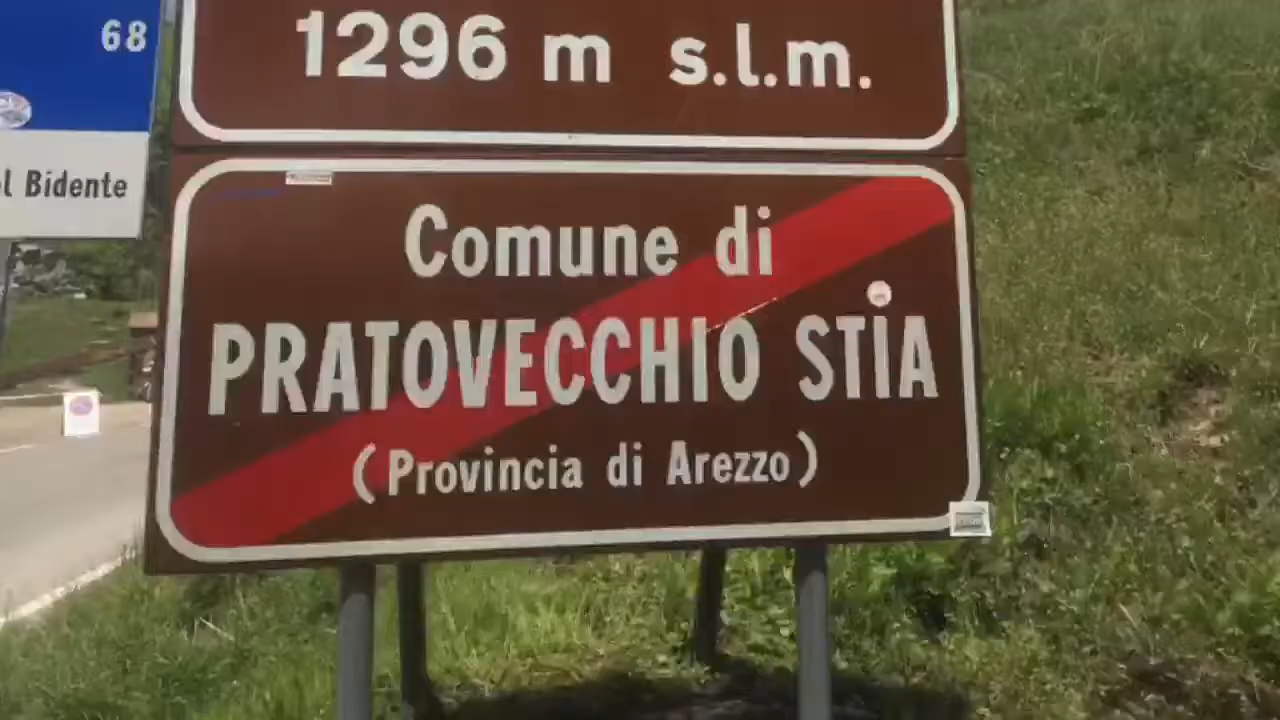 68
1296 m s.l.m.
l Bidente
Comune di
PRATOVECCHIO STIA
(Provincia di Arezzo)